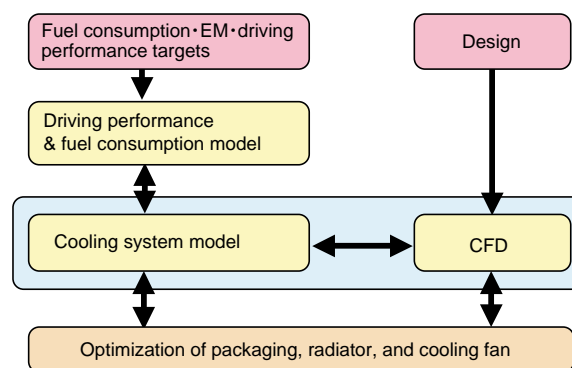 Fuel consumption・EM・driving
performance targets
Design
Driving performance
& fuel consumption model
Cooling system model
CFD
Optimization of packaging, radiator, and cooling fan